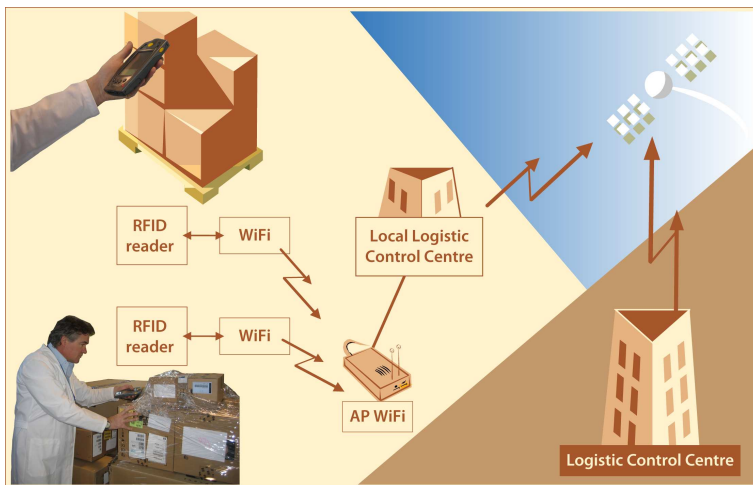 RFID
reader
WiFi
Local Logistic
Control Centre
RFID
reader
WiFi
AP WiFi
Logistic Control Centre